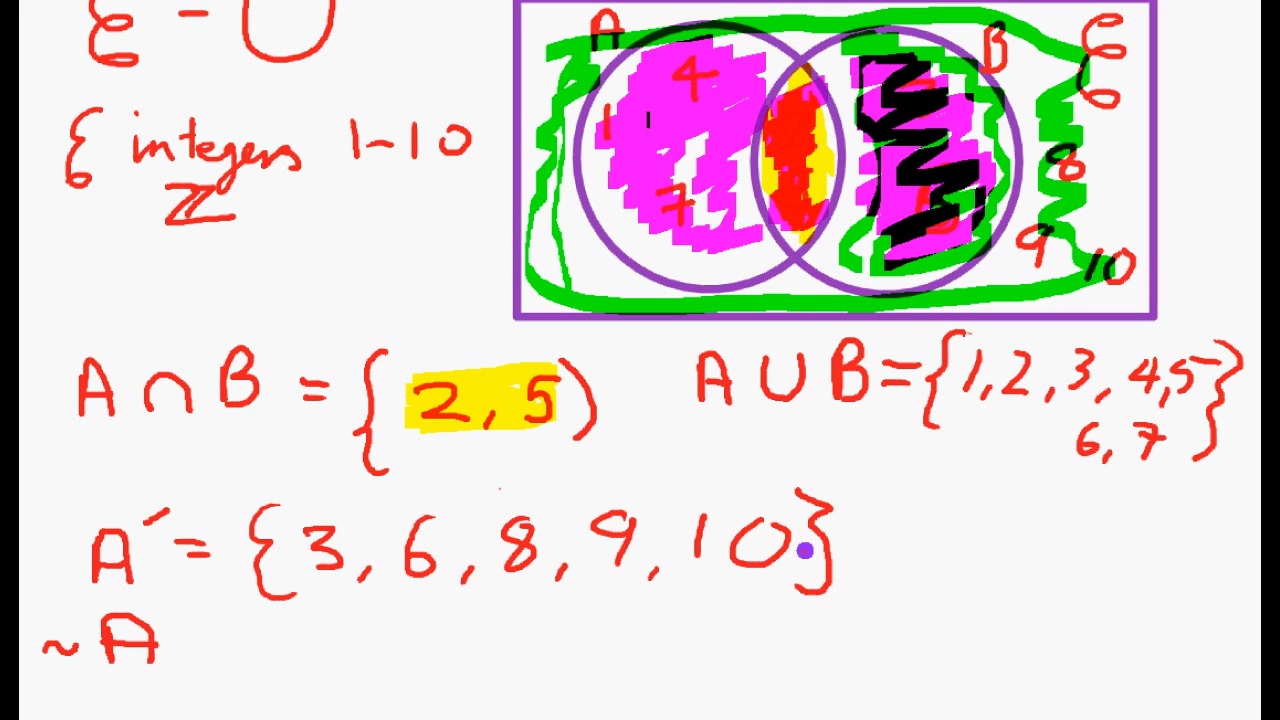 ξ - U
A B ξ
4
1
7 8
6 9 10
ξ integers 1-10
ℤ
A ∩ B = { 2, 5 ) A ∪ B = {1,2,3,4,5
6,7}
A′ = {3, 6, 8, 9, 10}
~A